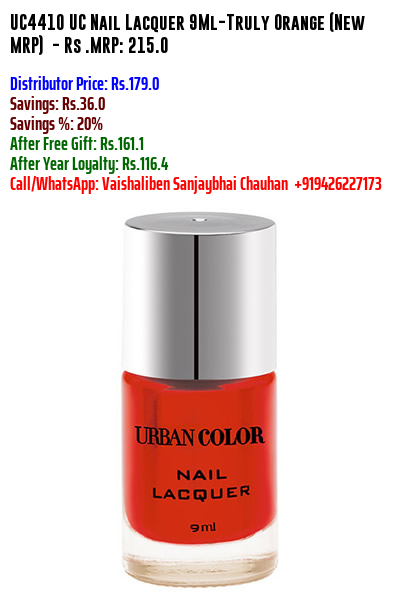 UC4410 UC Nail Lacquer 9Ml-Truly Orange (New
MRP) - Rs .MRP: 215.0
Distributor Price: Rs.179.0
Savings: Rs.36.0
Savings %: 20%
After Free Gift: Rs.161.1
After Year Loyalty: Rs.116.4
Call/WhatsApp: Vaishaliben Sanjaybhai Chauhan +919426227173
URBAN COLOR
NAIL
LACQUER
9ml